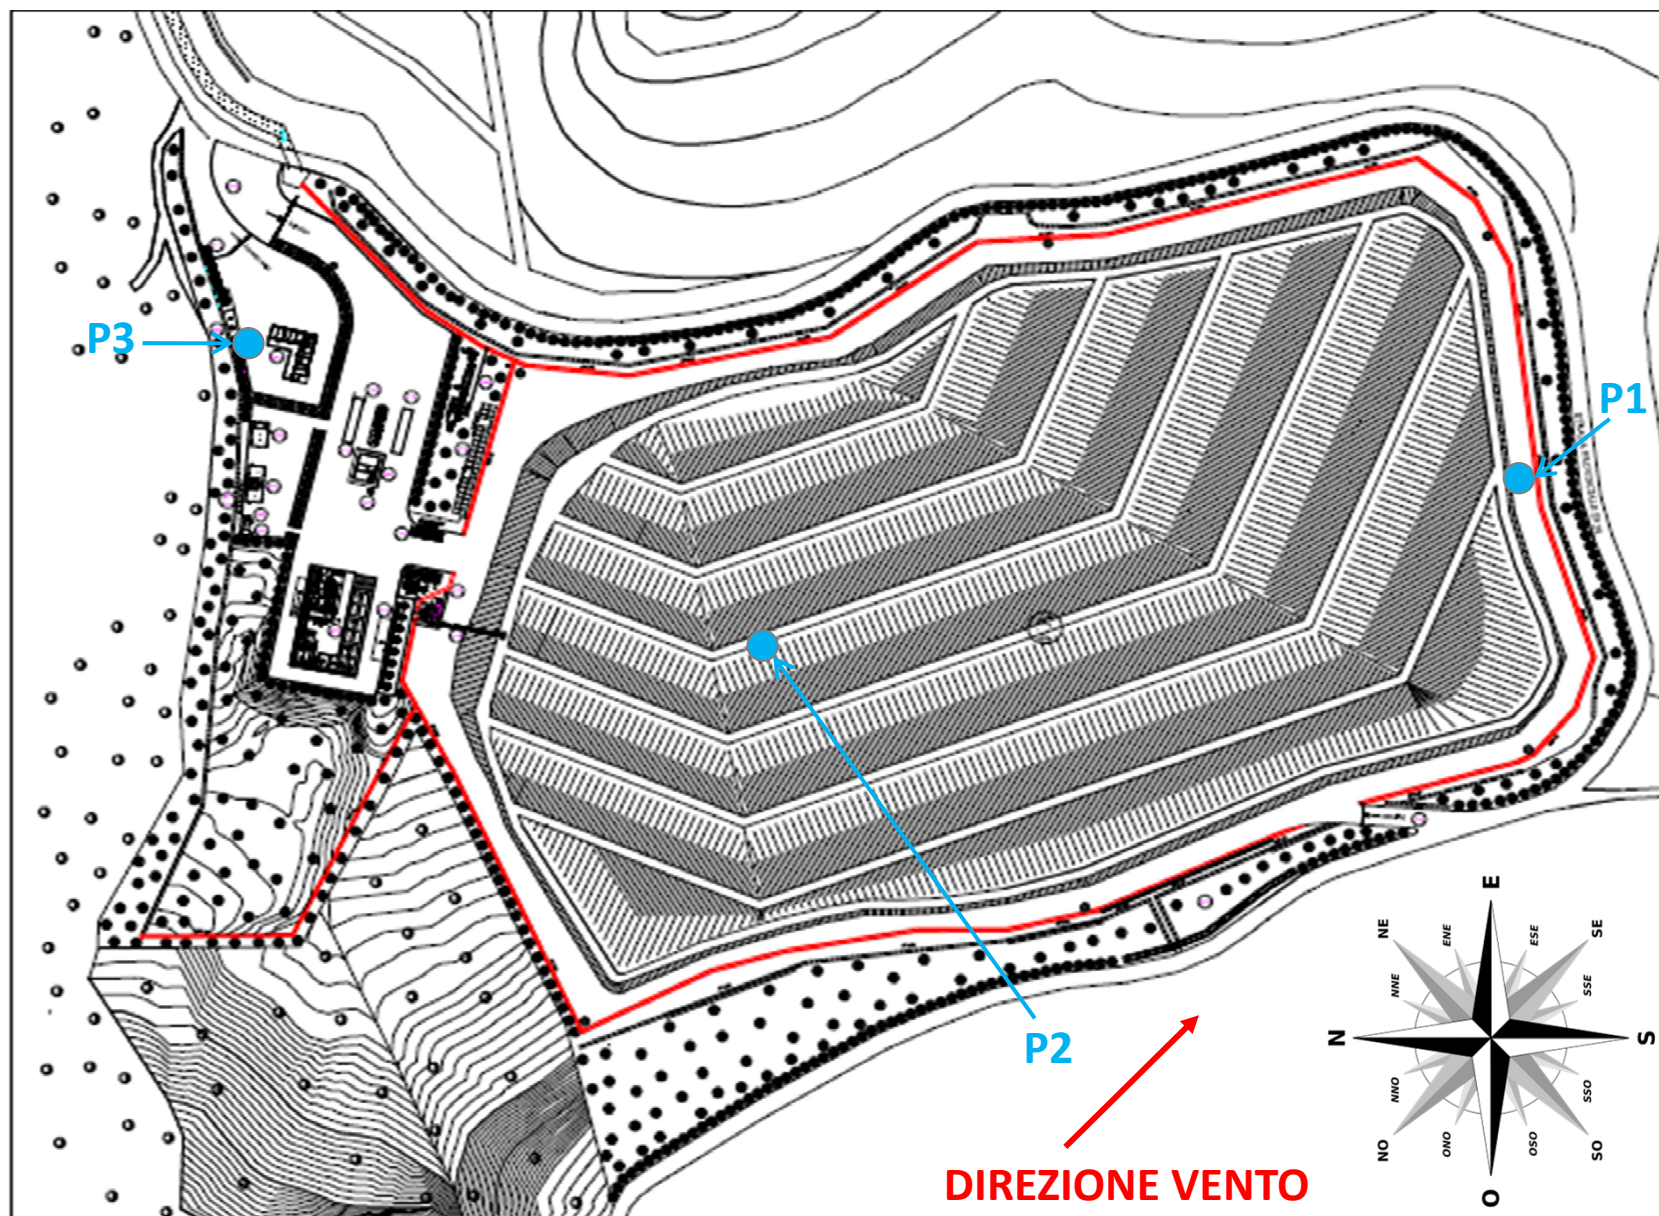 P3
P1
P2
DIREZIONE VENTO
E
NE
ENE
ESE
SE
NNE
SSE
N
S
NNO
SSO
NO
ONO
OSO
SO
O